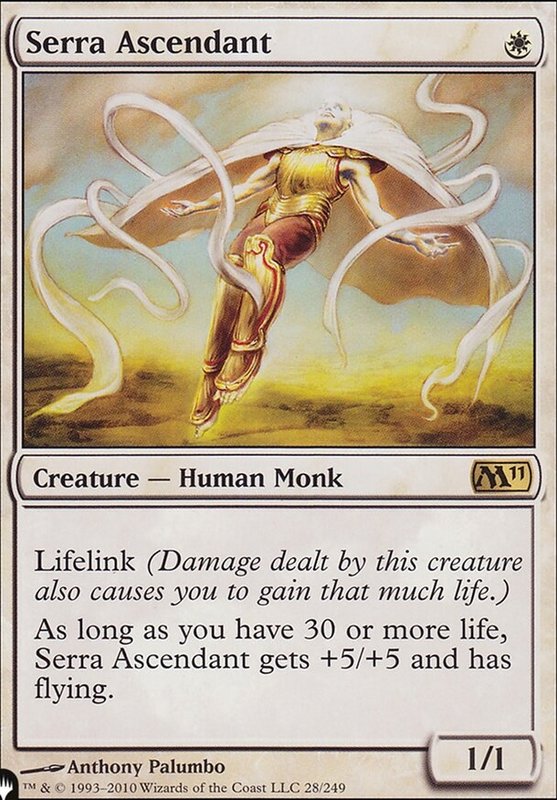 Serra Ascendant
Creature — Human Monk
M11
Lifelink (Damage dealt by this creature
also causes you to gain that much life.)
As long as you have 30 or more life,
Serra Ascendant gets +5/+5 and has
flying.
1/1
Anthony Palumbo
™ & © 1993–2010 Wizards of the Coast LLC 28/249